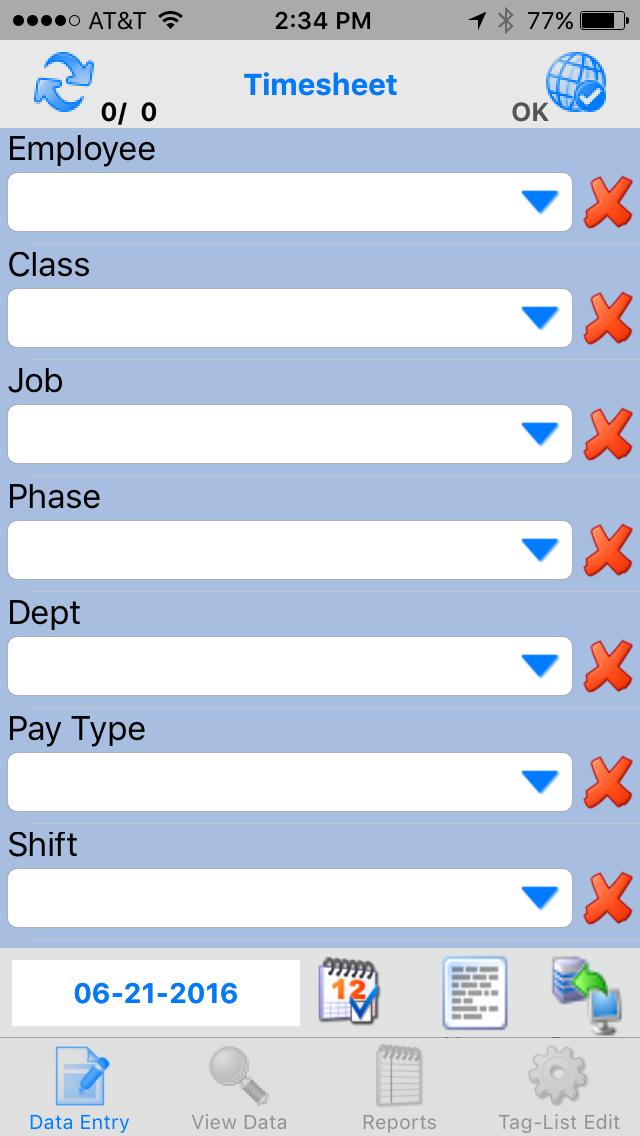 AT&T 2:34 PM 77%
Timesheet
0/ 0 OK
Employee
Class
Job
Phase
Dept
Pay Type
Shift
06-21-2016 12
Data Entry View Data Reports Tag-List Edit